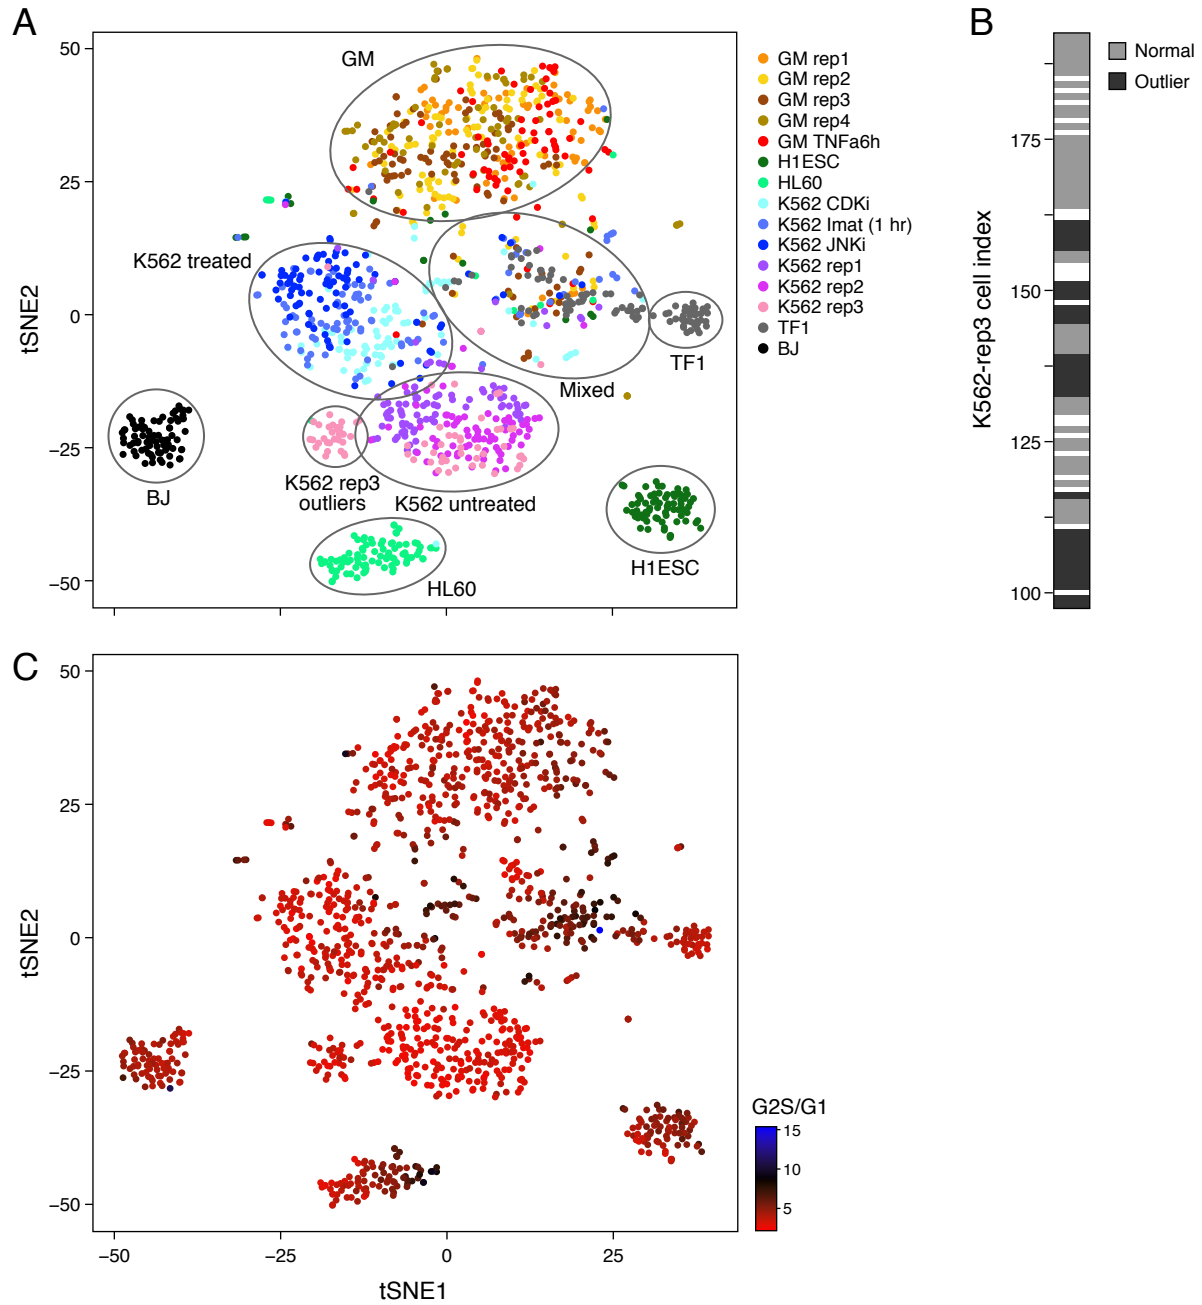 A
50
25
0
−25
−50
tSNE2
GM
K562 treated
Mixed
TF1
BJ
K562 rep3
outliers
K562 untreated
HL60
H1ESC
GM rep1
GM rep2
GM rep3
GM rep4
GM TNFa6h
H1ESC
HL60
K562 CDKi
K562 Imat (1 hr)
K562 JNKi
K562 rep1
K562 rep2
K562 rep3
TF1
BJ
B
K562-rep3 cell index
175
150
125
100
Normal
Outlier
C
50
25
0
−25
−50
tSNE2
−50
−25
0
25
tSNE1
G2S/G1
15
10
5